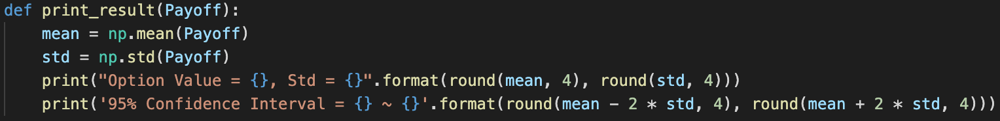 def print_result(Payoff):
    mean = np.mean(Payoff)
    std = np.std(Payoff)
    print("Option Value = {}, Std = {}".format(round(mean, 4), round(std, 4)))
    print('95% Confidence Interval = {} ~ {}'.format(round(mean - 2 * std, 4), round(mean + 2 * std, 4)))